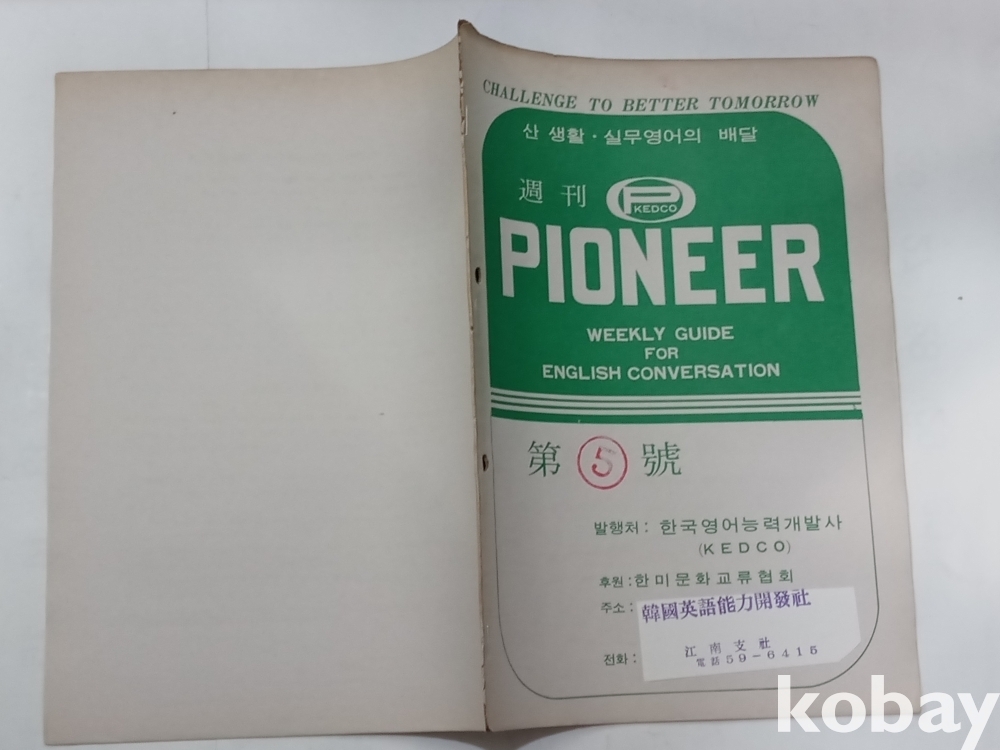 CHALLENGE TO BETTER TOMORROW
산 생활·실무영어의 배달
週刊 P KEDCO
PIONEER
WEEKLY GUIDE
FOR
ENGLISH CONVERSATION
第 5 號
발행처: 한국영어능력개발사
(KEDCO)
후원: 한미문화교류협회
주소: 韓國英語能力開發社
江南支社
전화: 電話 59-6415
kobay